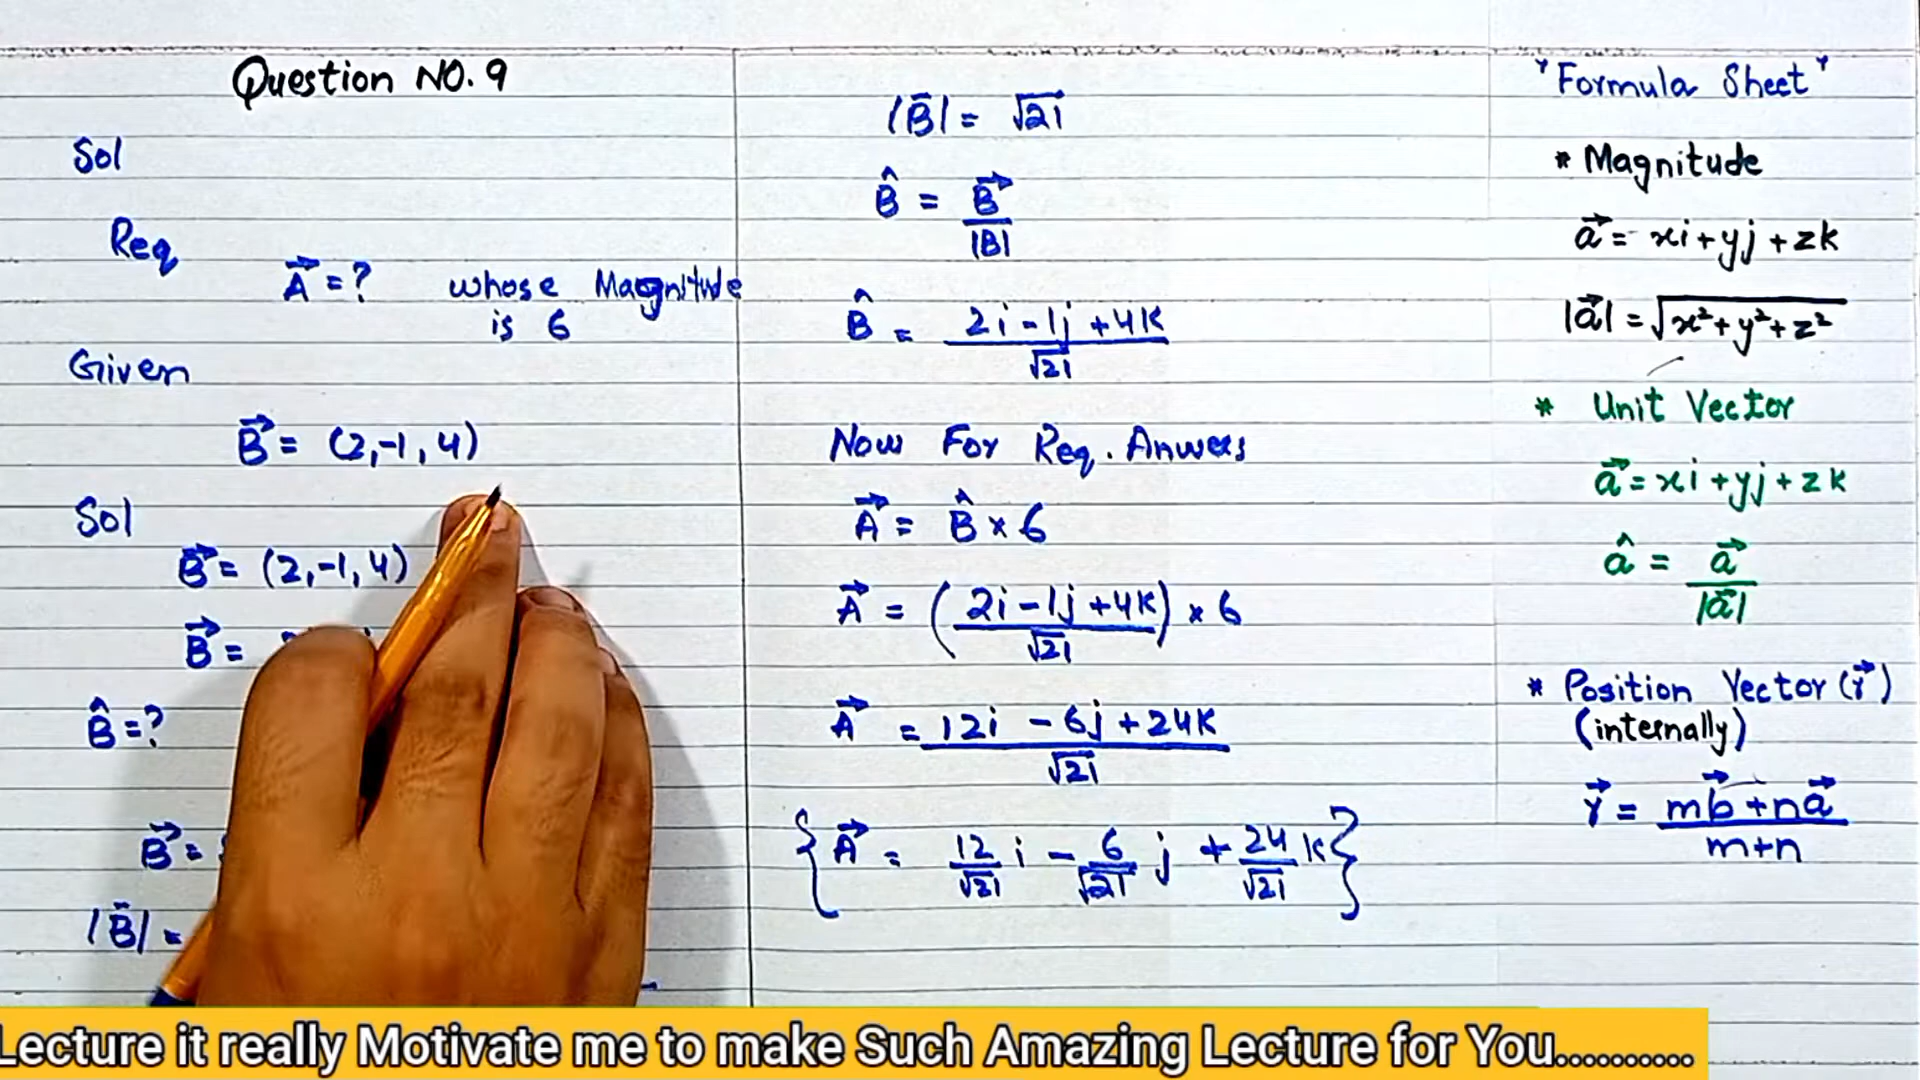 Question NO. 9
Sol
Req
A⃗ = ? whose Magnitude
is 6
Given
B⃗ = (2,-1,4)
Sol
B⃗ = (2,-1,4)
B⃗ =
B̂ = ?
B⃗ =
|B̄| =
|B̄| = √21
B̂ = B⃗ / |B|
B̂ = 2i - 1j + 4k / √21
Now For Req. Anwers
A⃗ = B̂ × 6
A⃗ = (2i - 1j + 4k / √21) × 6
A⃗ = 12i - 6j + 24k / √21
{A⃗ = 12/√21 i - 6/√21 j + 24/√21 k}
"Formula Sheet"
* Magnitude
a⃗ = xi + yj + zk
|a⃗| = √x² + y² + z²
* Unit Vector
a⃗ = xi + yj + zk
â = a⃗ / |a⃗|
* Position Vector (r⃗)
(internally)
r⃗ = mb⃗ + na⃗ / m+n
Lecture it really Motivate me to make Such Amazing Lecture for You..........